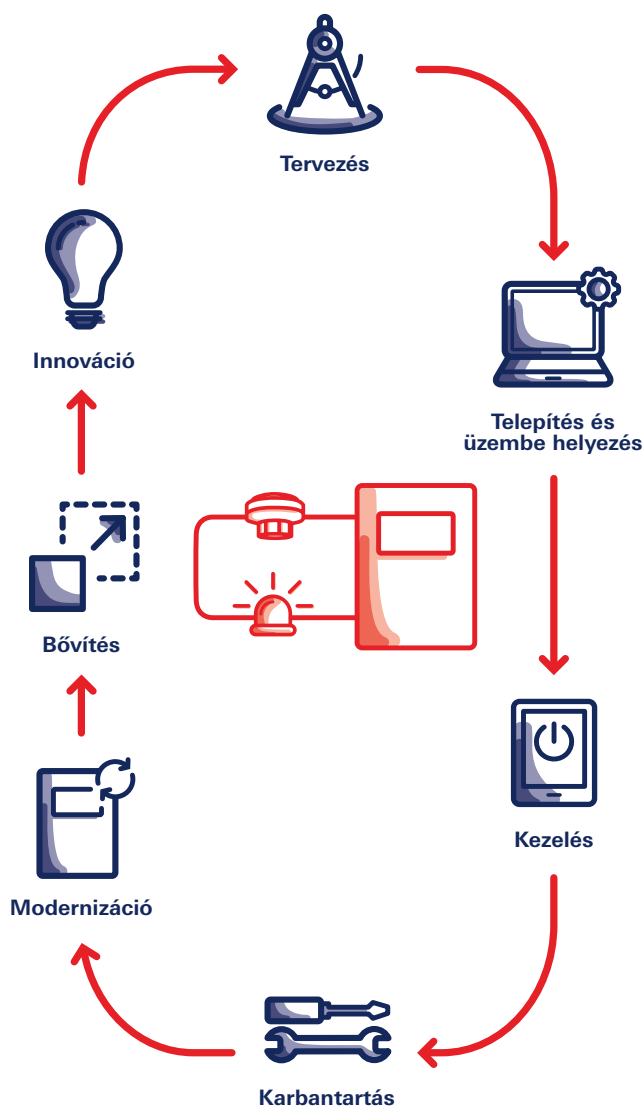 Tervezés
Innováció
Telepítés és
üzembe helyezés
Bővítés
Kezelés
Modernizáció
Karbantartás